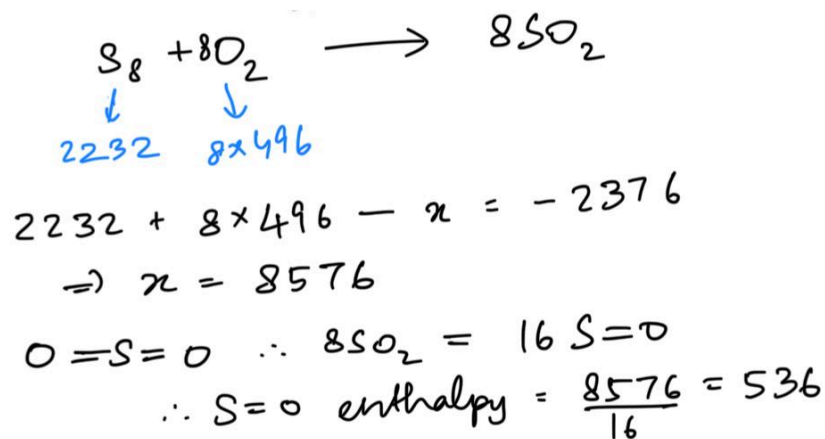 S₈ + 8O₂ ⟶ 8SO₂
↓ ↓
2232 8×496
2232 + 8×496 − x = −2376
⇒ x = 8576
O=S=O ∴ 8SO₂ = 16 S=O
∴ S=O enthalpy = 8576/16 = 536